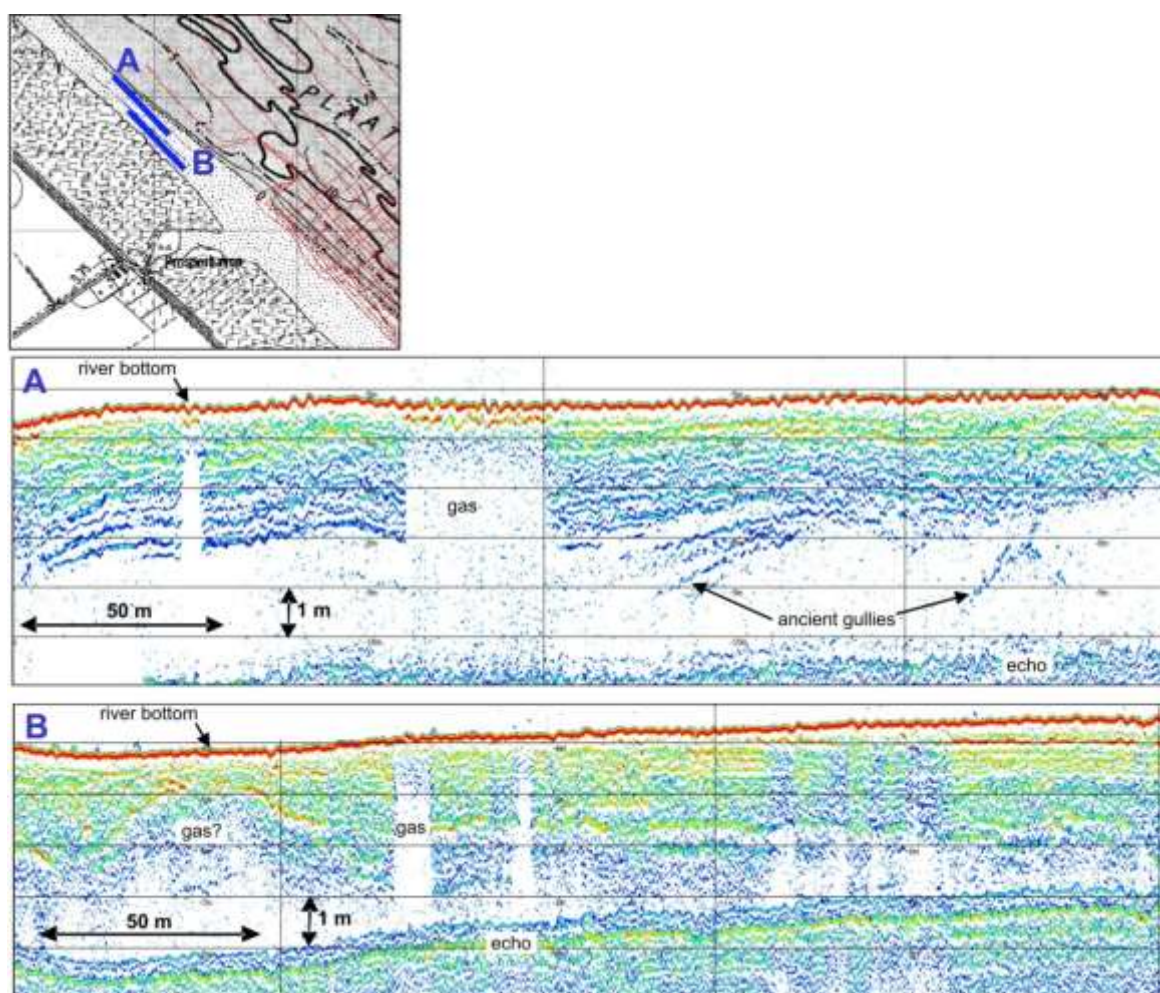 A
B
PLAAT
A
river bottom
gas
50 m
1 m
ancient gullies
echo
B
river bottom
gas?
gas
50 m
1 m
echo